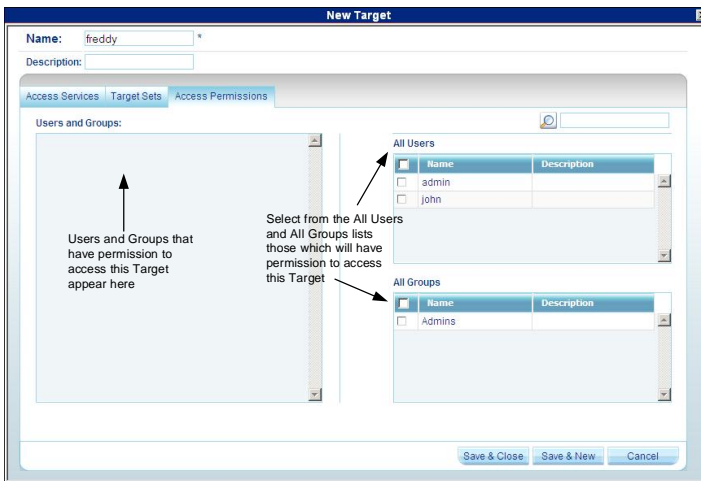 New Target
Name: freddy *
Description:
Access Services Target Sets Access Permissions
Users and Groups:
Users and Groups that
have permission to
access this Target
appear here
Select from the All Users
and All Groups lists
those which will have
permission to access
this Target
All Users
Name Description
admin
john
All Groups
Name Description
Admins
Save & Close Save & New Cancel